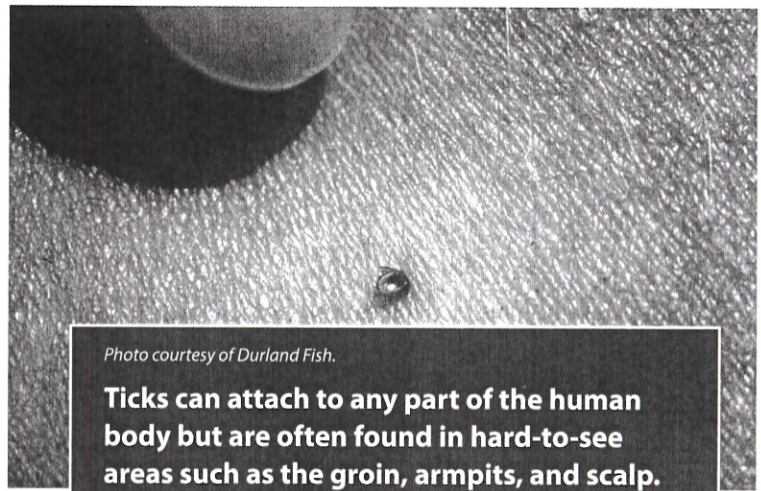 Photo courtesy of Durland Fish.
Ticks can attach to any part of the human
body but are often found in hard-to-see
areas such as the groin, armpits, and scalp.